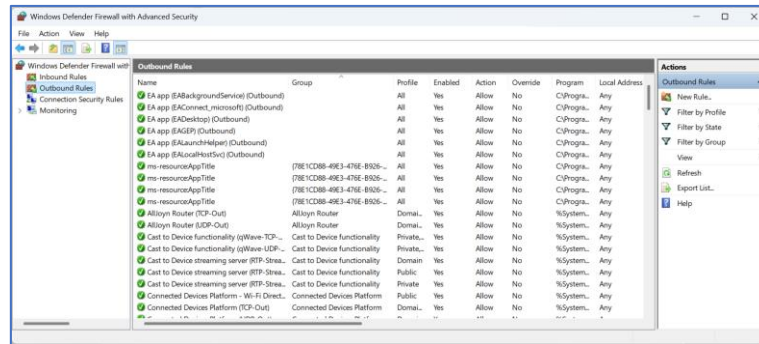 Windows Defender Firewall with Advanced Security
File Action View Help
Windows Defender Firewall with
Inbound Rules
Outbound Rules
Connection Security Rules
Monitoring
Outbound Rules
Name Group Profile Enabled Action Override Program Local Address
EA app (EABackgroundService) (Outbound) All Yes Allow No C:\Progra... Any
EA app (EAConnect_microsoft) (Outbound) All Yes Allow No C:\Progra... Any
EA app (EADesktop) (Outbound) All Yes Allow No C:\Progra... Any
EA app (EAGEP) (Outbound) All Yes Allow No C:\Progra... Any
EA app (EALaunchHelper) (Outbound) All Yes Allow No C:\Progra... Any
EA app (EALocalHostSvc) (Outbound) All Yes Allow No C:\Progra... Any
ms-resource:AppTitle {78E1CD88-49E3-476E-B926-... All Yes Allow No C:\Progra... Any
ms-resource:AppTitle {78E1CD88-49E3-476E-B926-... All Yes Allow No C:\Progra... Any
ms-resource:AppTitle {78E1CD88-49E3-476E-B926-... All Yes Allow No C:\Progra... Any
ms-resource:AppTitle {78E1CD88-49E3-476E-B926-... All Yes Allow No C:\Progra... Any
AllJoyn Router (TCP-Out) AllJoyn Router Domai... Yes Allow No %System... Any
AllJoyn Router (UDP-Out) AllJoyn Router Domai... Yes Allow No %System... Any
Cast to Device functionality (qWave-TCP-... Cast to Device functionality Private,... Yes Allow No %System... Any
Cast to Device functionality (qWave-UDP-... Cast to Device functionality Private,... Yes Allow No %System... Any
Cast to Device streaming server (RTP-Strea... Cast to Device functionality Domain Yes Allow No %System... Any
Cast to Device streaming server (RTP-Strea... Cast to Device functionality Public Yes Allow No %System... Any
Cast to Device streaming server (RTP-Strea... Cast to Device functionality Private Yes Allow No %System... Any
Connected Devices Platform - Wi-Fi Direct... Connected Devices Platform Public Yes Allow No %System... Any
Connected Devices Platform (TCP-Out) Connected Devices Platform Domai... Yes Allow No %System... Any
Actions
Outbound Rules
New Rule...
Filter by Profile
Filter by State
Filter by Group
View
Refresh
Export List...
Help